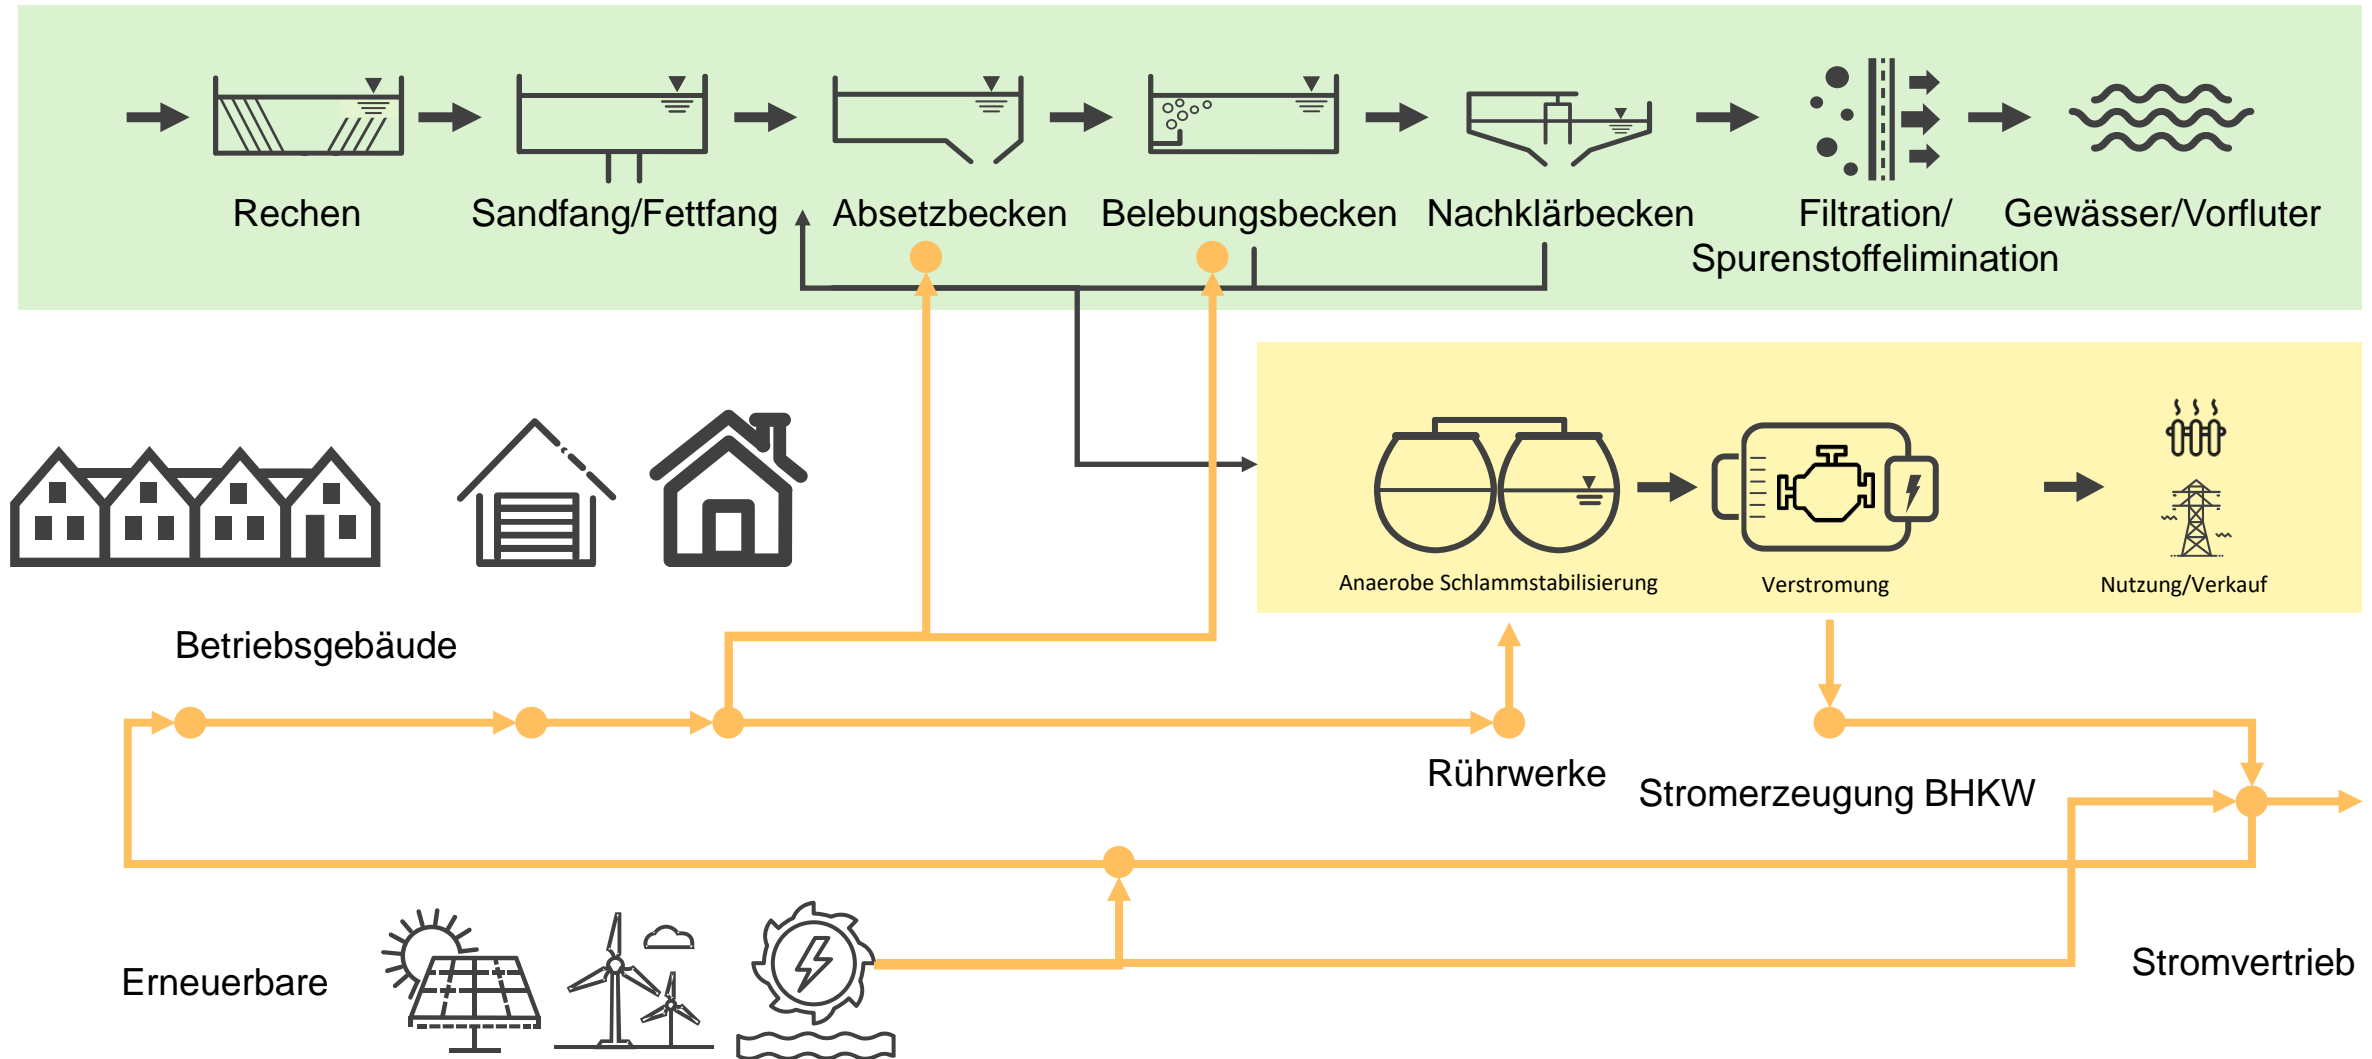 Rechen
Sandfang/Fettfang
Absetzbecken
Belebungsbecken
Nachklärbecken
Filtration/
Spurenstoffelimination
Gewässer/Vorfluter
Anaerobe Schlammstabilisierung
Verstromung
Nutzung/Verkauf
Betriebsgebäude
Rührwerke
Stromerzeugung BHKW
Erneuerbare
Stromvertrieb